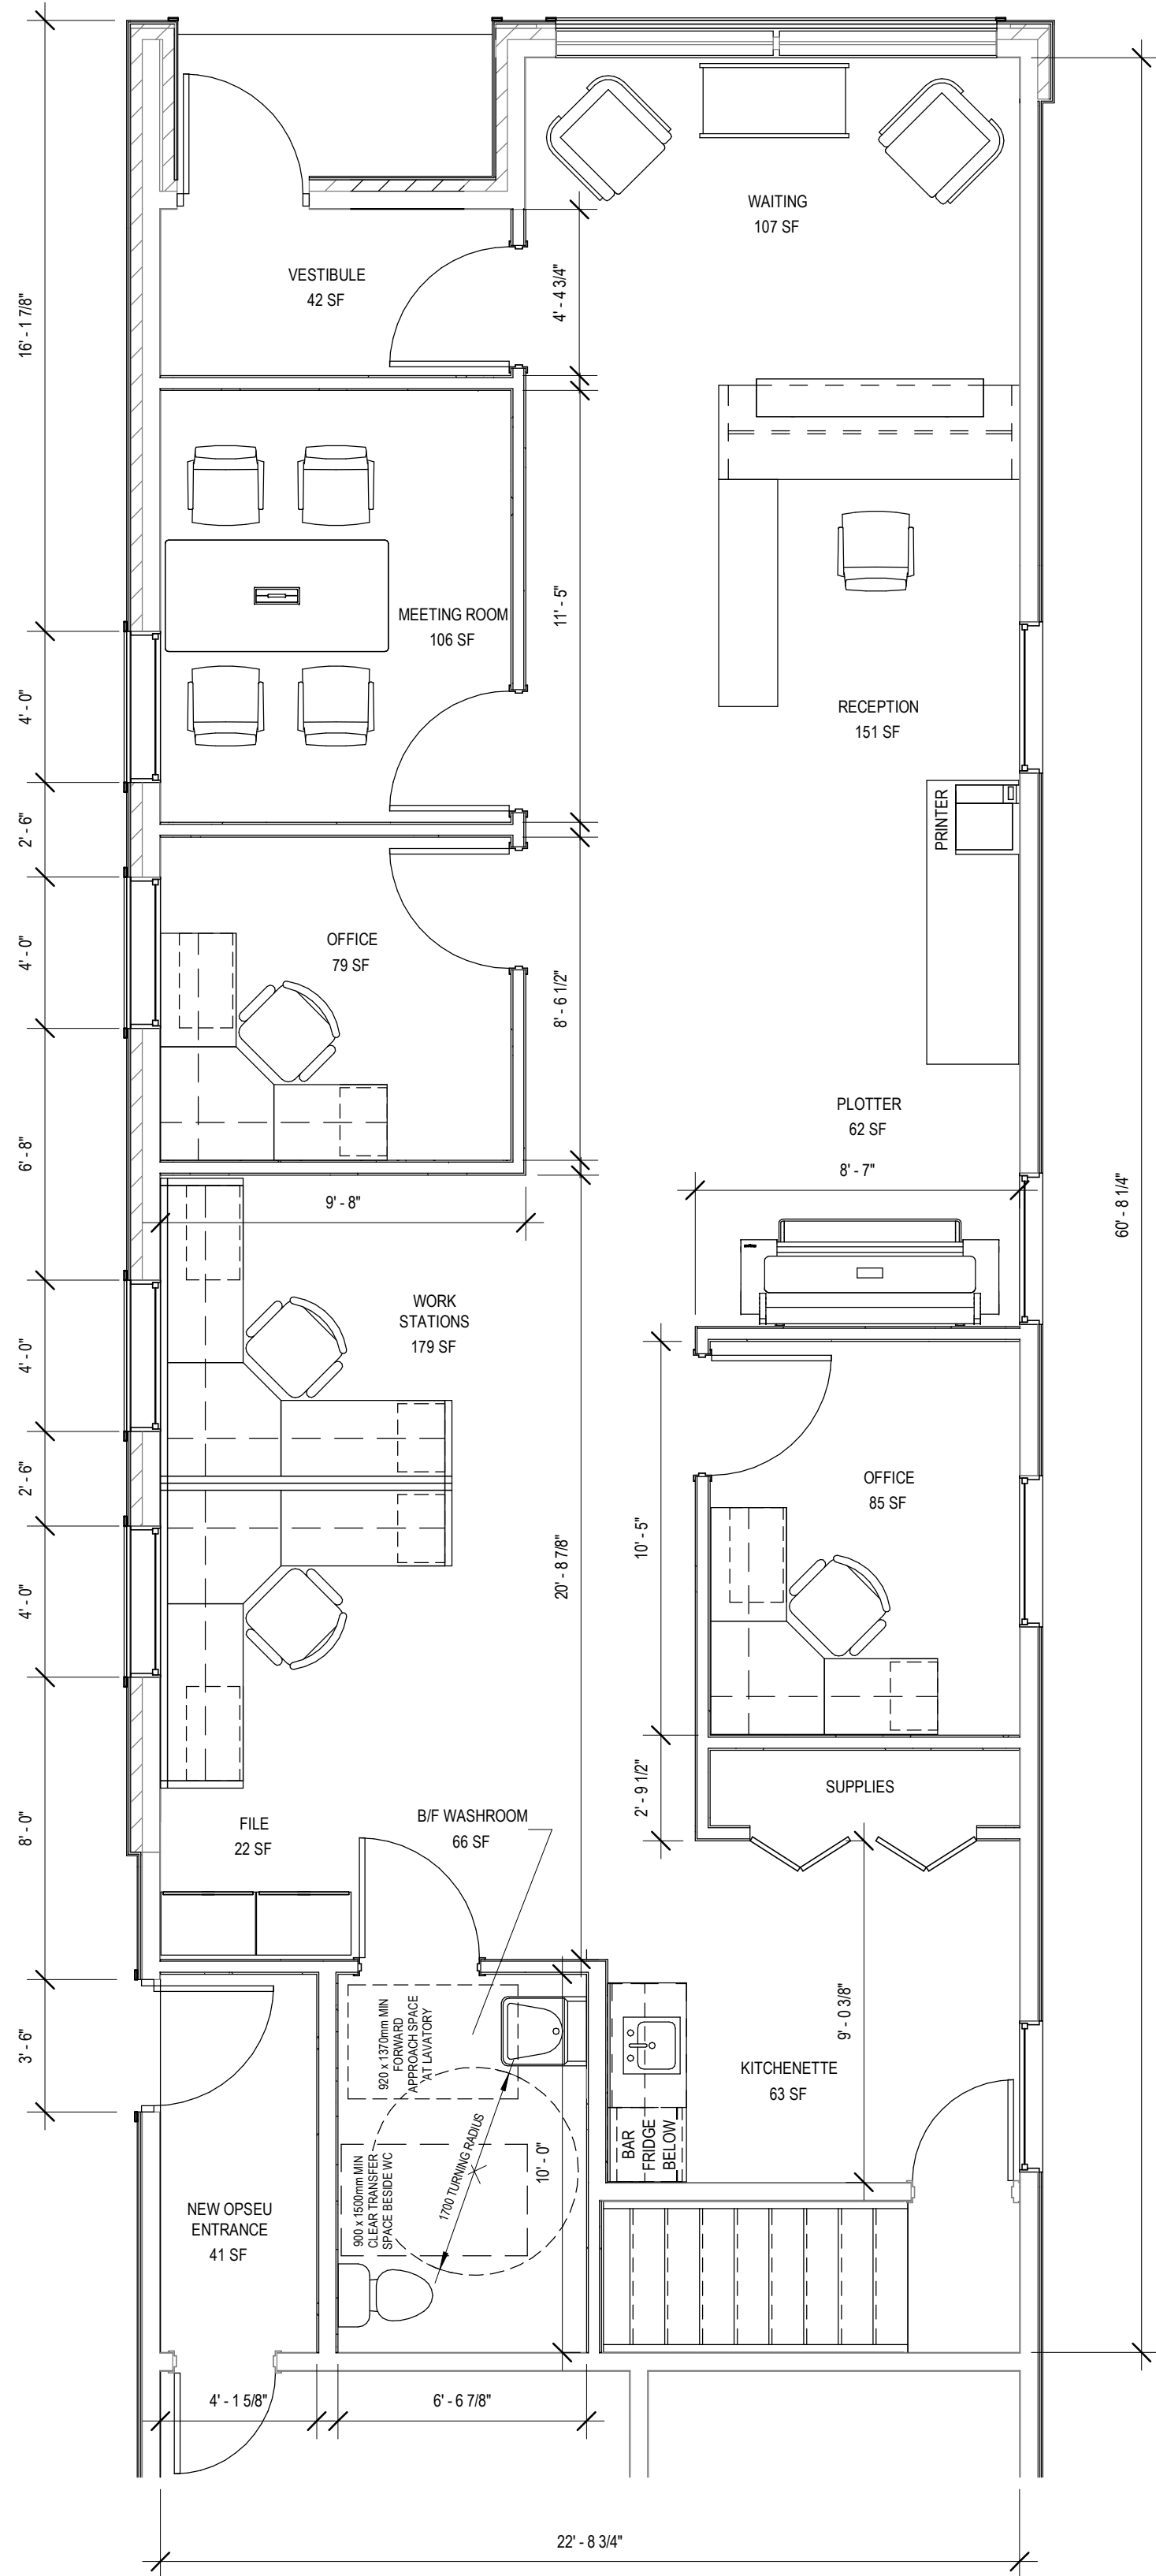 WAITING
107 SF
VESTIBULE
42 SF
4' - 4 3/4"
16' - 1 7/8"
11' - 5"
MEETING ROOM
106 SF
4' - 0"
RECEPTION
151 SF
PRINTER
2' - 6"
OFFICE
79 SF
4' - 0"
8' - 6 1/2"
PLOTTER
62 SF
6' - 8"
8' - 7"
9' - 8"
60' - 8 1/4"
WORK
STATIONS
179 SF
4' - 0"
OFFICE
85 SF
2' - 6"
10' - 5"
20' - 8 7/8"
4' - 0"
SUPPLIES
2' - 9 1/2"
B/F WASHROOM
66 SF
FILE
22 SF
8' - 0"
920 x 1370mm MIN
FORWARD
APPROACH SPACE
AT LAVATORY
9' - 0 3/8"
3' - 6"
KITCHENETTE
63 SF
BAR
FRIDGE
BELOW
1700 TURNING RADIUS
10' - 0"
900 x 1500mm MIN
CLEAR TRANSFER
SPACE BESIDE WC
NEW OPSEU
ENTRANCE
41 SF
4' - 1 5/8"
6' - 6 7/8"
22' - 8 3/4"